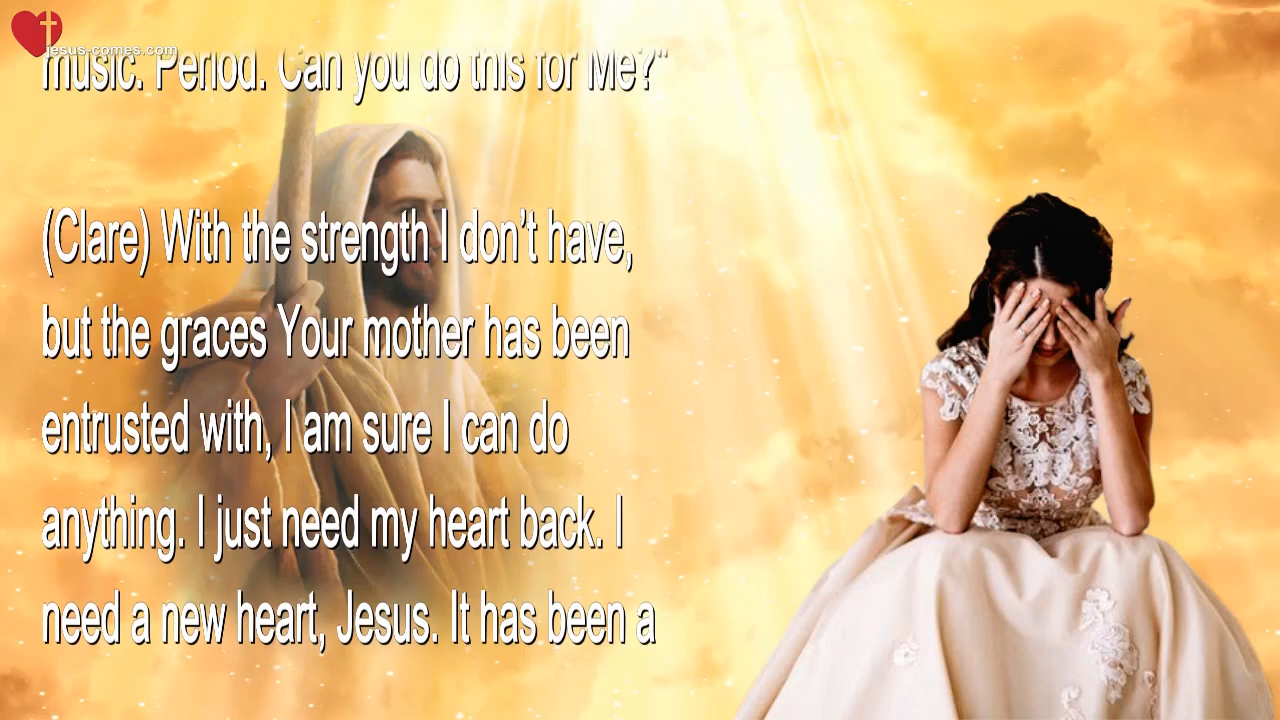 jesus-comes.com
music. Period. Can you do this for Me?"
(Clare) With the strength I don't have,
but the graces Your mother has been
entrusted with, I am sure I can do
anything. I just need my heart back. I
need a new heart, Jesus. It has been a